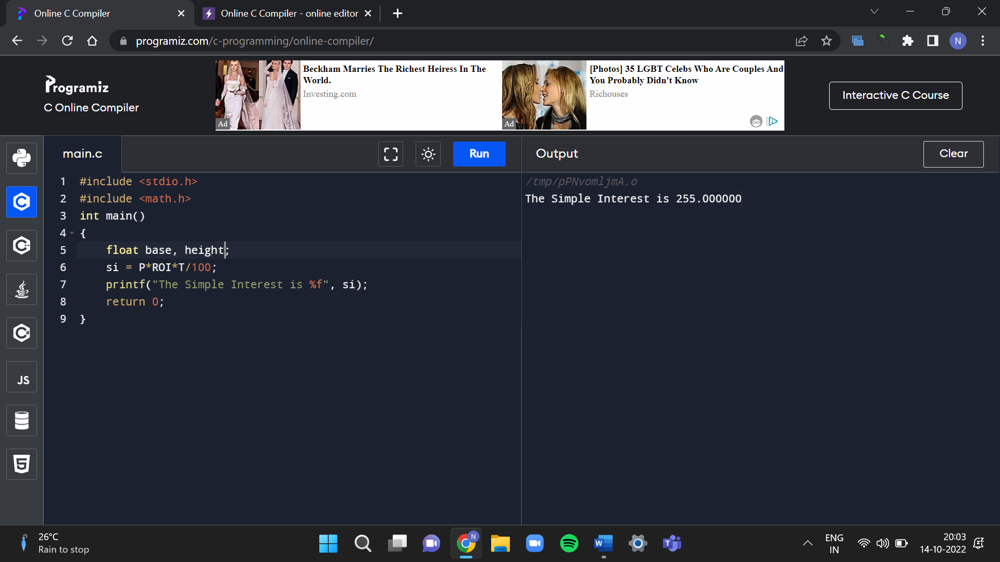 Online C Compiler
Online C Compiler - online editor
programiz.com/c-programming/online-compiler/
N
Programiz
C Online Compiler
Beckham Marries The Richest Heiress In The
World.
Investing.com
Ad
[Photos] 35 LGBT Celebs Who Are Couples And
You Probably Didn't Know
Richouses
Ad
Interactive C Course
main.c
Run
Output
Clear
1 #include <stdio.h>
2 #include <math.h>
3 int main()
4 {
5 float base, height;
6 si = P*ROI*T/100;
7 printf("The Simple Interest is %f", si);
8 return 0;
9 }
/tmp/pPNvomljmA.o
The Simple Interest is 255.000000
C
C++
C#
JS
5
26°C
Rain to stop
N
W
T
ENG
IN
20:03
14-10-2022